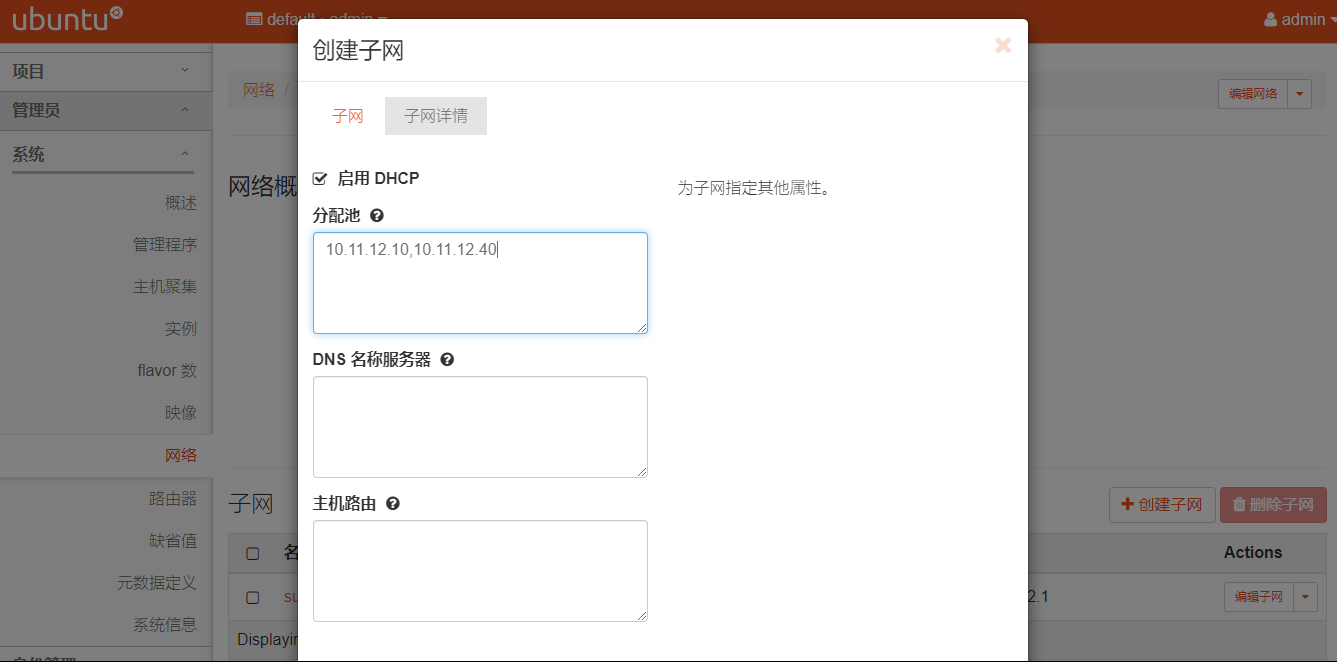 ubuntu
default · admin
admin
项目
管理员
系统
概述
管理程序
主机聚集
实例
flavor 数
映像
网络
路由器
缺省值
元数据定义
系统信息
网络 /
编辑网络
网络概
创建子网
子网
子网详情
启用 DHCP
为子网指定其他属性。
分配池
10.11.12.10,10.11.12.40
DNS 名称服务器
主机路由
子网
创建子网
删除子网
名
Actions
su
2.1
编辑子网
Displayin